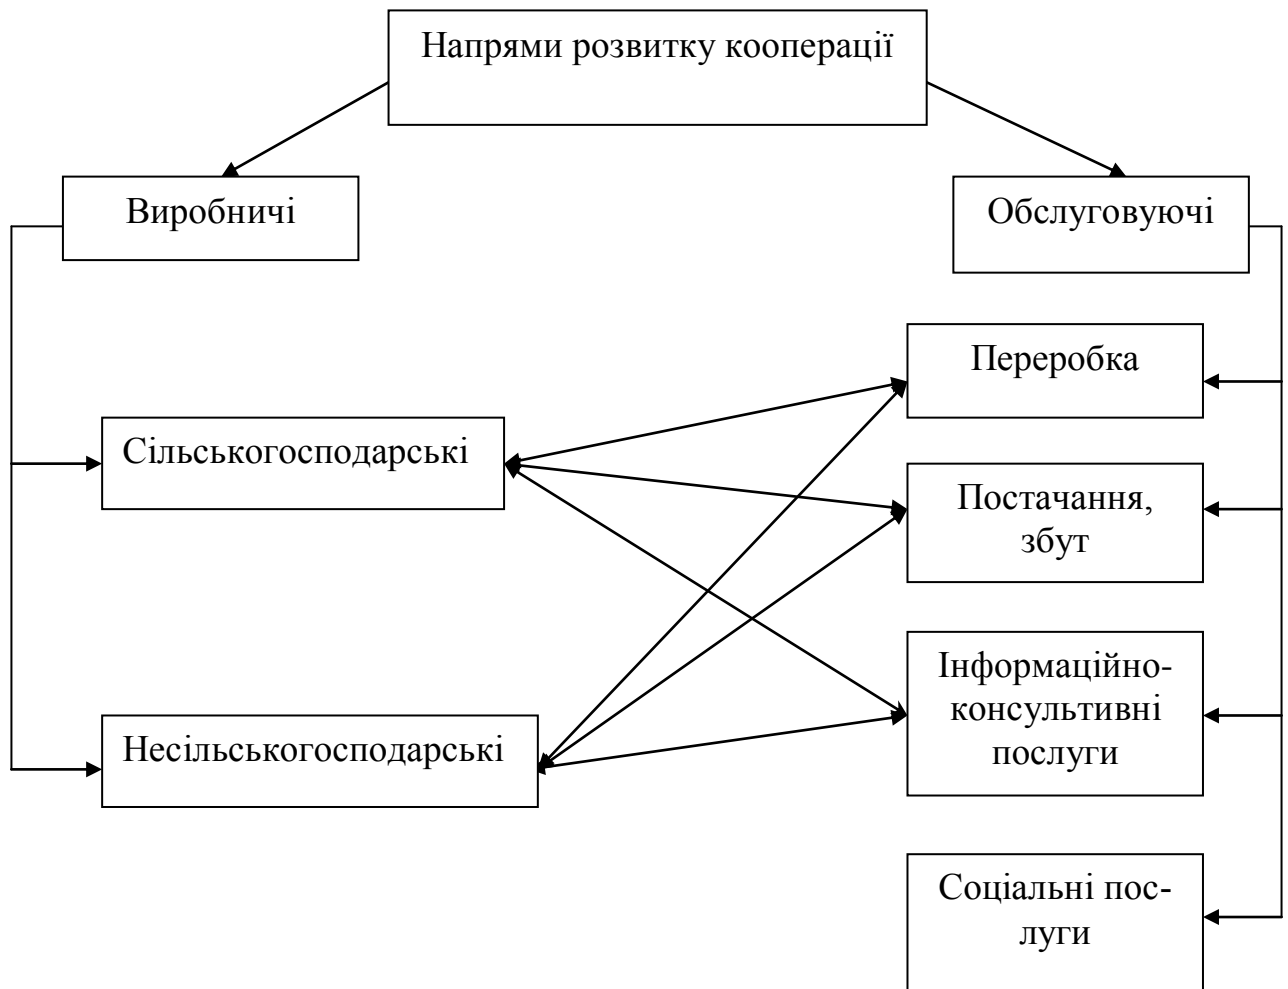 Напрями розвитку кооперації
Виробничі
Обслуговуючі
Переробка
Сільськогосподарські
Постачання,
збут
Інформаційно-
консультивні
послуги
Несільськогосподарські
Соціальні пос-
луги